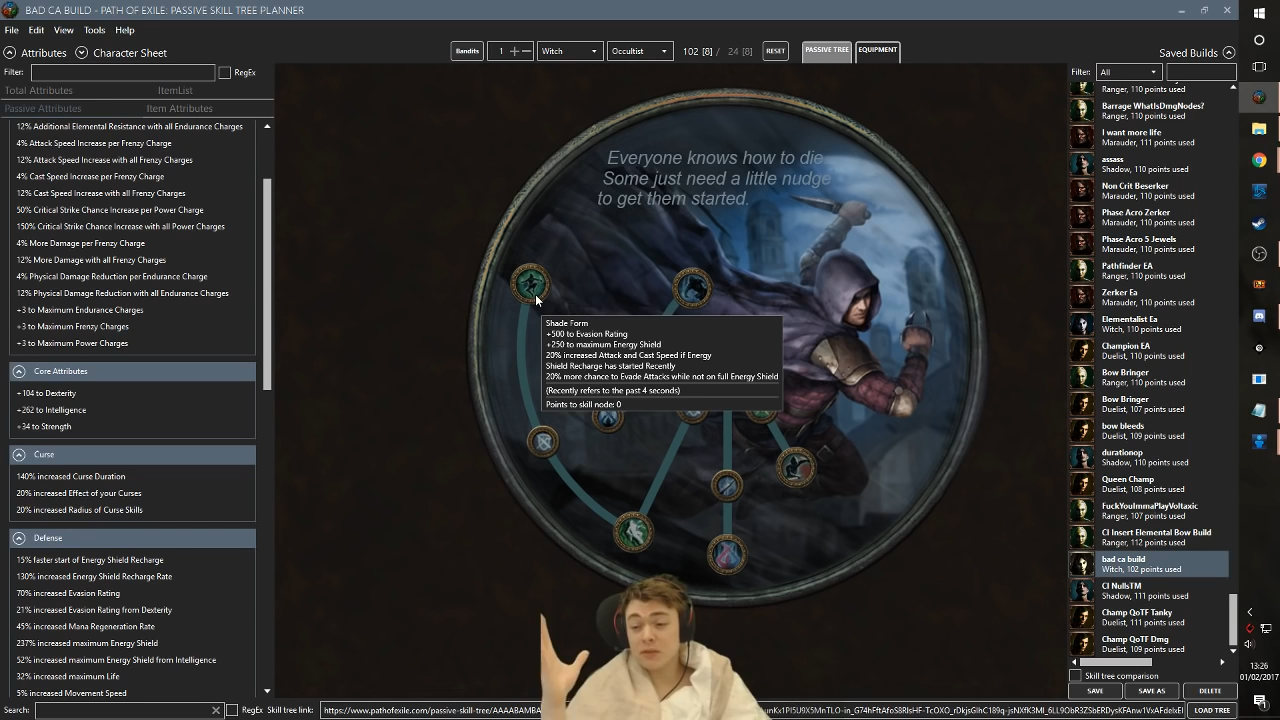 BAD CA BUILD - PATH OF EXILE: PASSIVE SKILL TREE PLANNER
File Edit View Tools Help
Attributes Character Sheet
Bandits 1 Witch Occultist 102 [8] / 24 [8] RESET PASSIVE TREE EQUIPMENT
Saved Builds
Filter: RegEx
Filter: All
Total Attributes ItemList
Passive Attributes Item Attributes
12% Additional Elemental Resistance with all Endurance Charges
4% Attack Speed Increase per Frenzy Charge
12% Attack Speed Increase with all Frenzy Charges
4% Cast Speed Increase per Frenzy Charge
12% Cast Speed Increase with all Frenzy Charges
50% Critical Strike Chance Increase per Power Charge
150% Critical Strike Chance Increase with all Power Charges
4% More Damage per Frenzy Charge
12% More Damage with all Frenzy Charges
4% Physical Damage Reduction per Endurance Charge
12% Physical Damage Reduction with all Endurance Charges
+3 to Maximum Endurance Charges
+3 to Maximum Frenzy Charges
+3 to Maximum Power Charges
Core Attributes
+104 to Dexterity
+262 to Intelligence
+34 to Strength
Curse
140% increased Curse Duration
20% increased Effect of your Curses
20% increased Radius of Curse Skills
Defense
15% faster start of Energy Shield Recharge
130% increased Energy Shield Recharge Rate
70% increased Evasion Rating
21% increased Evasion Rating from Dexterity
45% increased Mana Regeneration Rate
237% increased maximum Energy Shield
52% increased maximum Energy Shield from Intelligence
32% increased maximum Life
5% increased Movement Speed
Everyone knows how to die.
Some just need a little nudge
to get them started.
Shade Form
+500 to Evasion Rating
+250 to maximum Energy Shield
20% increased Attack and Cast Speed if Energy
Shield Recharge has started Recently
20% more chance to Evade Attacks while not on full Energy Shield
(Recently refers to the past 4 seconds)
Points to skill node: 0
Ranger, 110 points used
Barrage WhatIsDmgNodes?
Ranger, 110 points used
I want more life
Marauder, 111 points used
assass
Shadow, 110 points used
Non Crit Beserker
Marauder, 110 points used
Phase Acro Zerker
Marauder, 110 points used
Phase Acro 5 Jewels
Marauder, 110 points used
Pathfinder EA
Ranger, 110 points used
Zerker Ea
Marauder, 110 points used
Elementalist Ea
Witch, 110 points used
Champion EA
Duelist, 110 points used
Bow Bringer
Duelist, 110 points used
Bow Bringer
Duelist, 107 points used
bow bleeds
Duelist, 109 points used
durationop
Shadow, 110 points used
Queen Champ
Duelist, 108 points used
FuckYouImmaPlayVoltaxic
Ranger, 107 points used
CI Insert Elemental Bow Build
Ranger, 112 points used
bad ca build
Witch, 102 points used
CI NullsTM
Shadow, 111 points used
Champ QoTF Tanky
Duelist, 111 points used
Champ QoTF Dmg
Duelist, 109 points used
Skill tree comparison
SAVE SAVE AS DELETE
Search: RegEx Skill tree link: https://www.pathofexile.com/passive-skill-tree/ LOAD TREE
13:26
01/02/2017